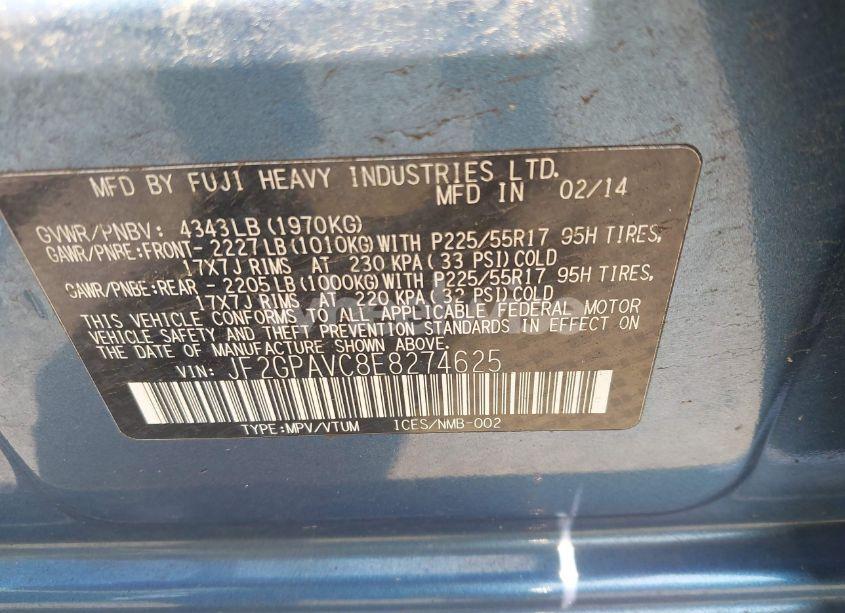 MFD BY FUJI HEAVY INDUSTRIES LTD.
MFD IN 02/14
GVWR/PNBV: 4343LB(1970KG)
GAWR/PNBE:FRONT- 2227LB(1010KG)WITH P225/55R17 95H TIRES,
17X7J RIMS AT 230 KPA(33 PSI)COLD
GAWR/PNBE:REAR - 2205LB(1000KG)WITH P225/55R17 95H TIRES,
17X7J RIMS AT 220 KPA(32 PSI)COLD
THIS VEHICLE CONFORMS TO ALL APPLICABLE FEDERAL MOTOR
VEHICLE SAFETY AND THEFT PREVENTION STANDARDS IN EFFECT ON
THE DATE OF MANUFACTURE SHOWN ABOVE.
VIN: JF2GPAVC8E8274625
TYPE:MPV/VTUM ICES/NMB-002